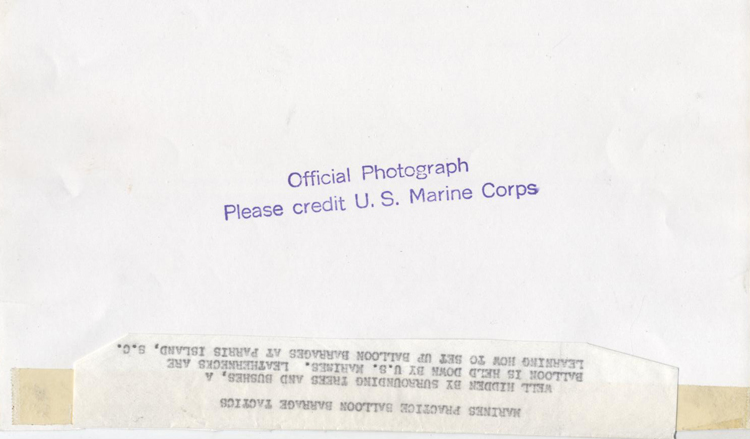 Official Photograph
Please credit U. S. Marine Corps
MARINES PRACTICE BALLOON BARRAGE TACTICS
WELL HIDDEN BY SURROUNDING TREES AND BUSHES, A
BALLOON IS HELD DOWN BY U.S. MARINES. LEATHERNECKS ARE
LEARNING HOW TO SET UP BALLOON BARRAGES AT PARRIS ISLAND, S.C.